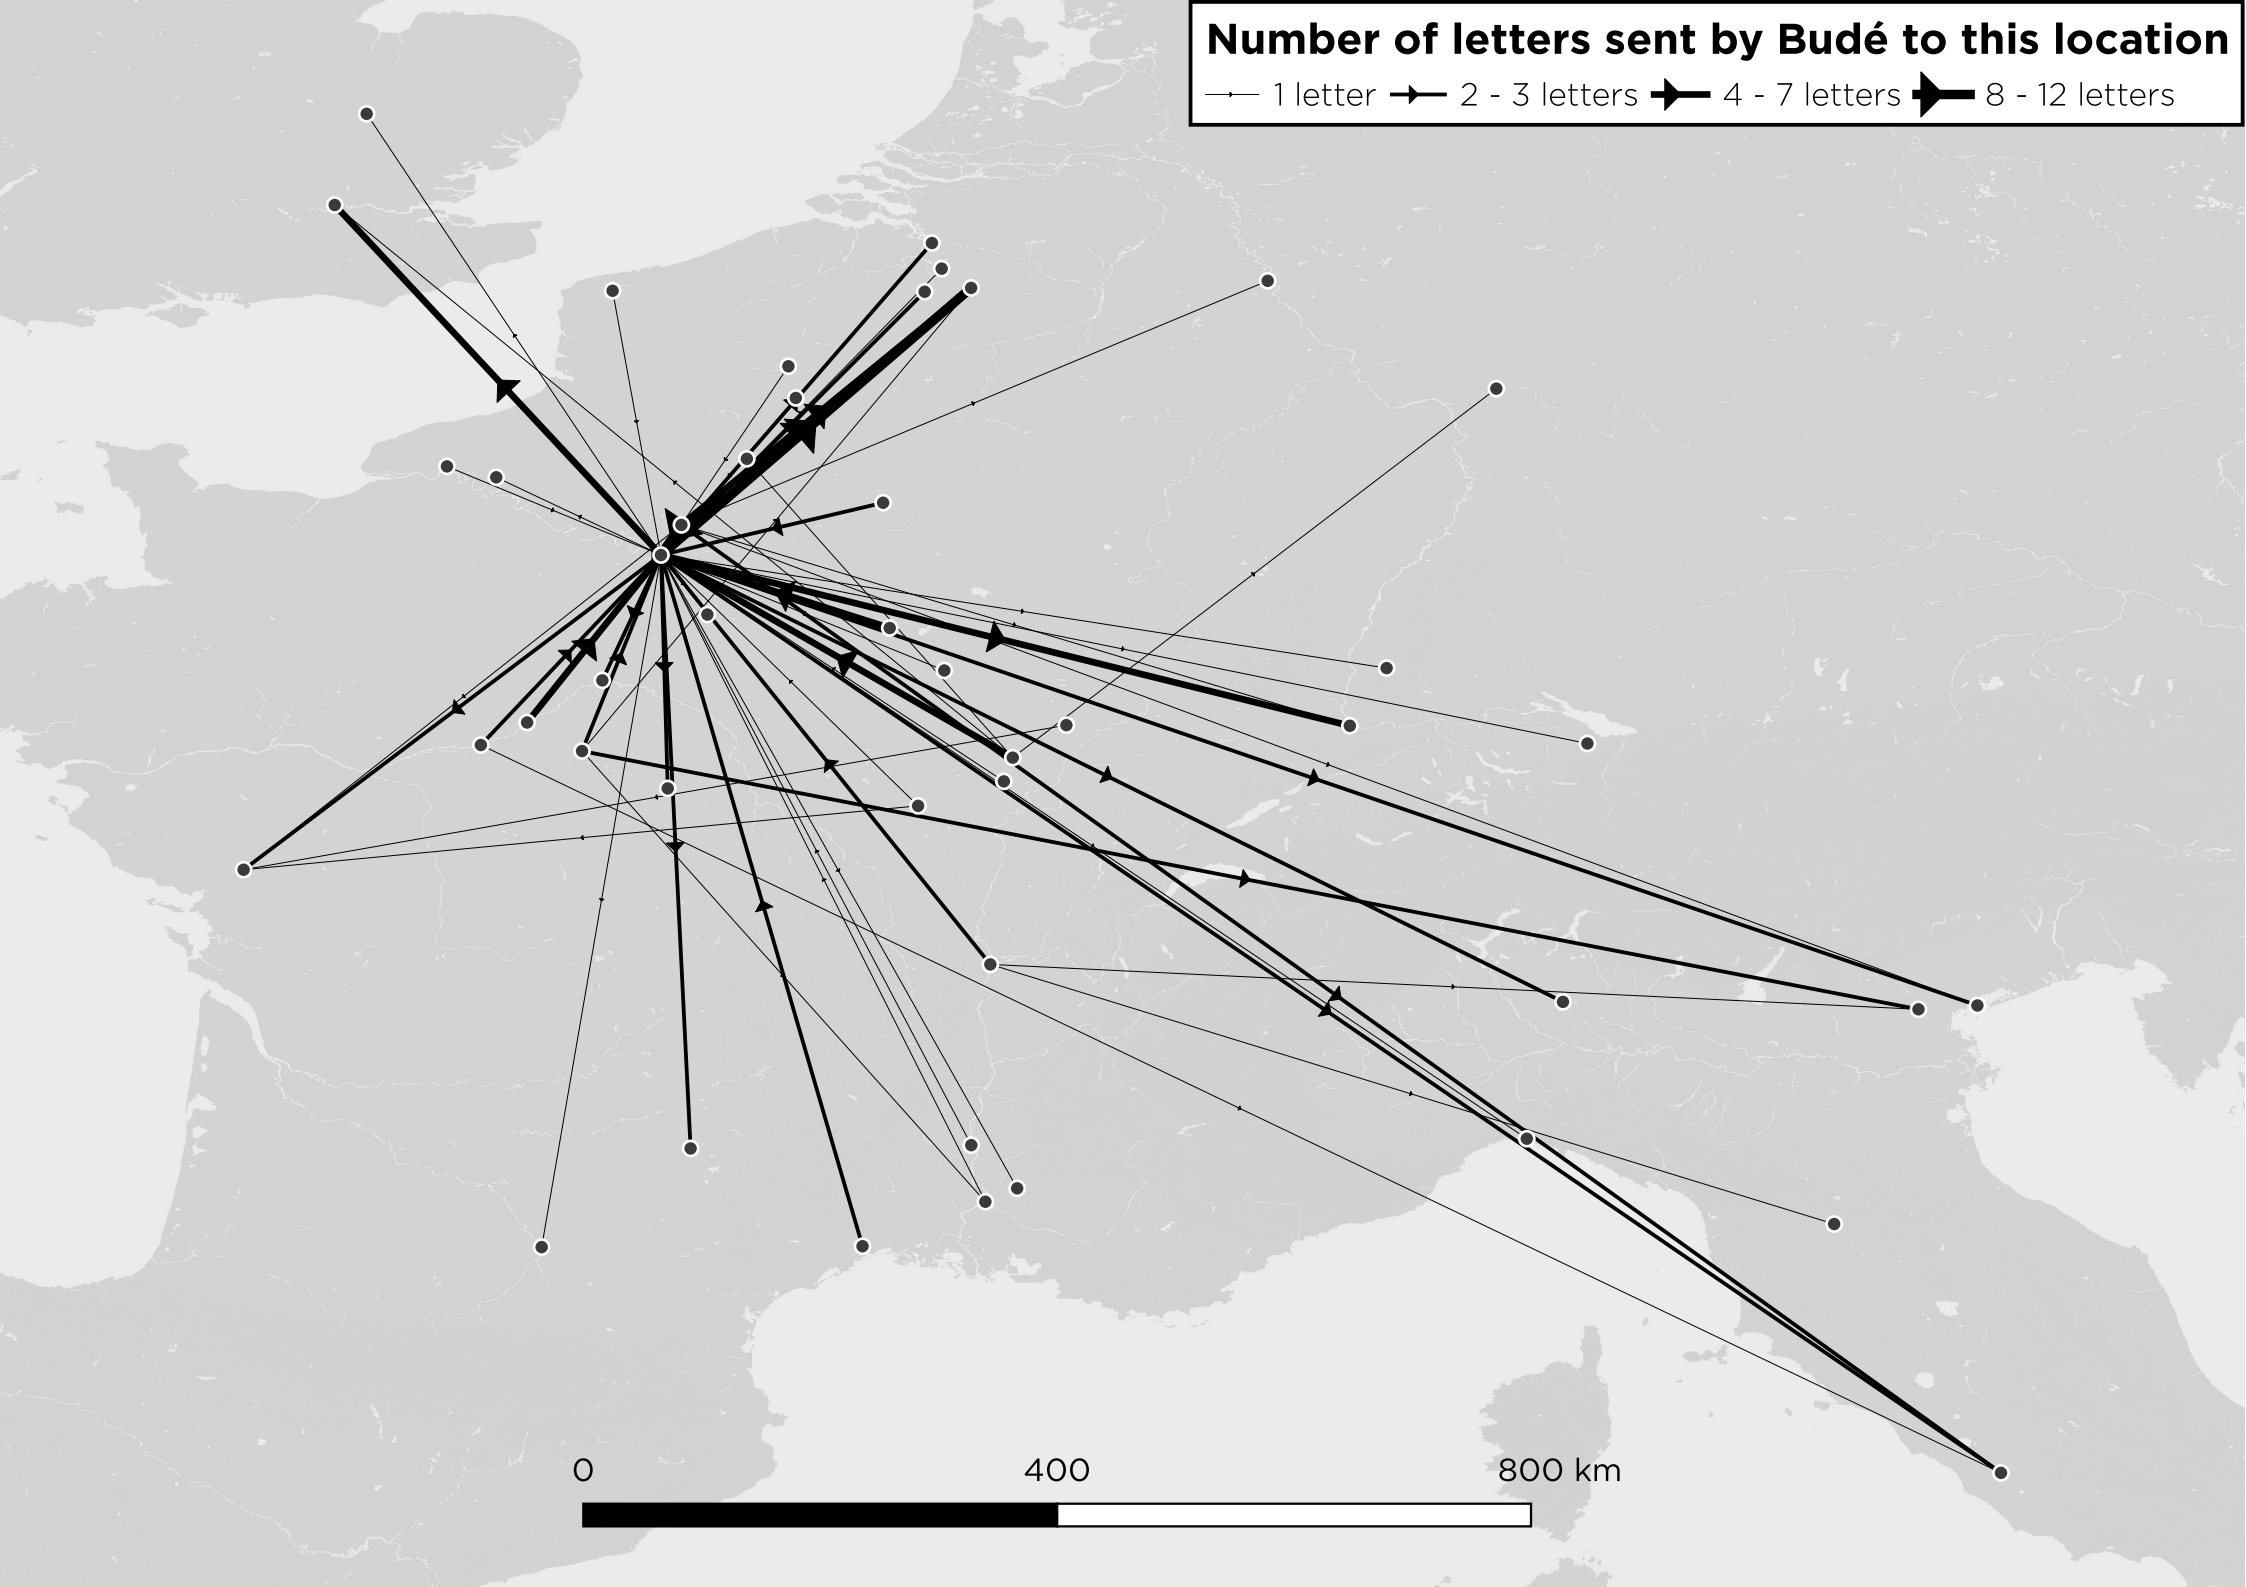 Number of letters sent by Budé to this location
1 letter 2 - 3 letters 4 - 7 letters 8 - 12 letters
0 400 800 km